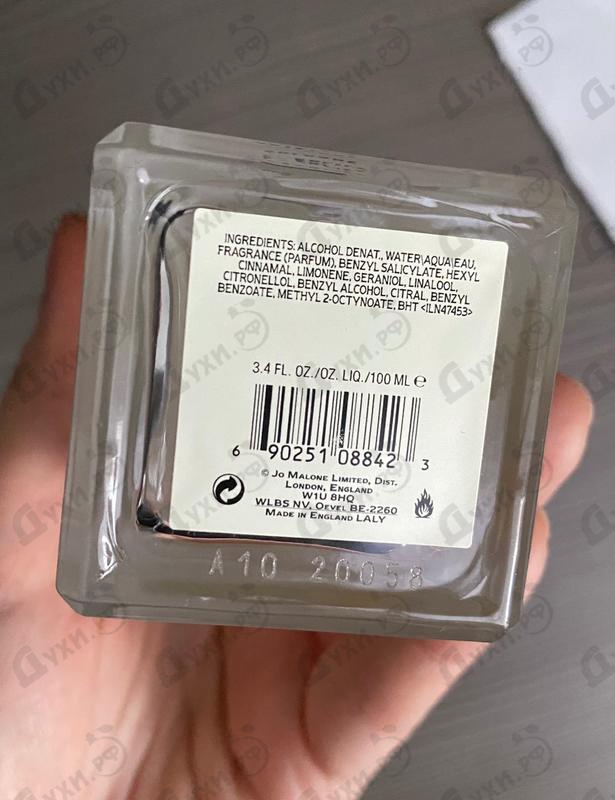 INGREDIENTS: ALCOHOL DENAT., WATER\AQUA\EAU,
FRAGRANCE (PARFUM), BENZYL SALICYLATE, HEXYL
CINNAMAL, LIMONENE, GERANIOL, LINALOOL,
CITRONELLOL, BENZYL ALCOHOL, CITRAL, BENZYL
BENZOATE, METHYL 2-OCTYNOATE, BHT <ILN47453>
3.4 FL. OZ./OZ. LIQ./100 ML ℮
6 90251 08842 3
© JO MALONE LIMITED, DIST.
LONDON, ENGLAND
W1U 8HQ
WLBS NV. OEVEL BE-2260
MADE IN ENGLAND LALY
A10 20058
Духи.РФ